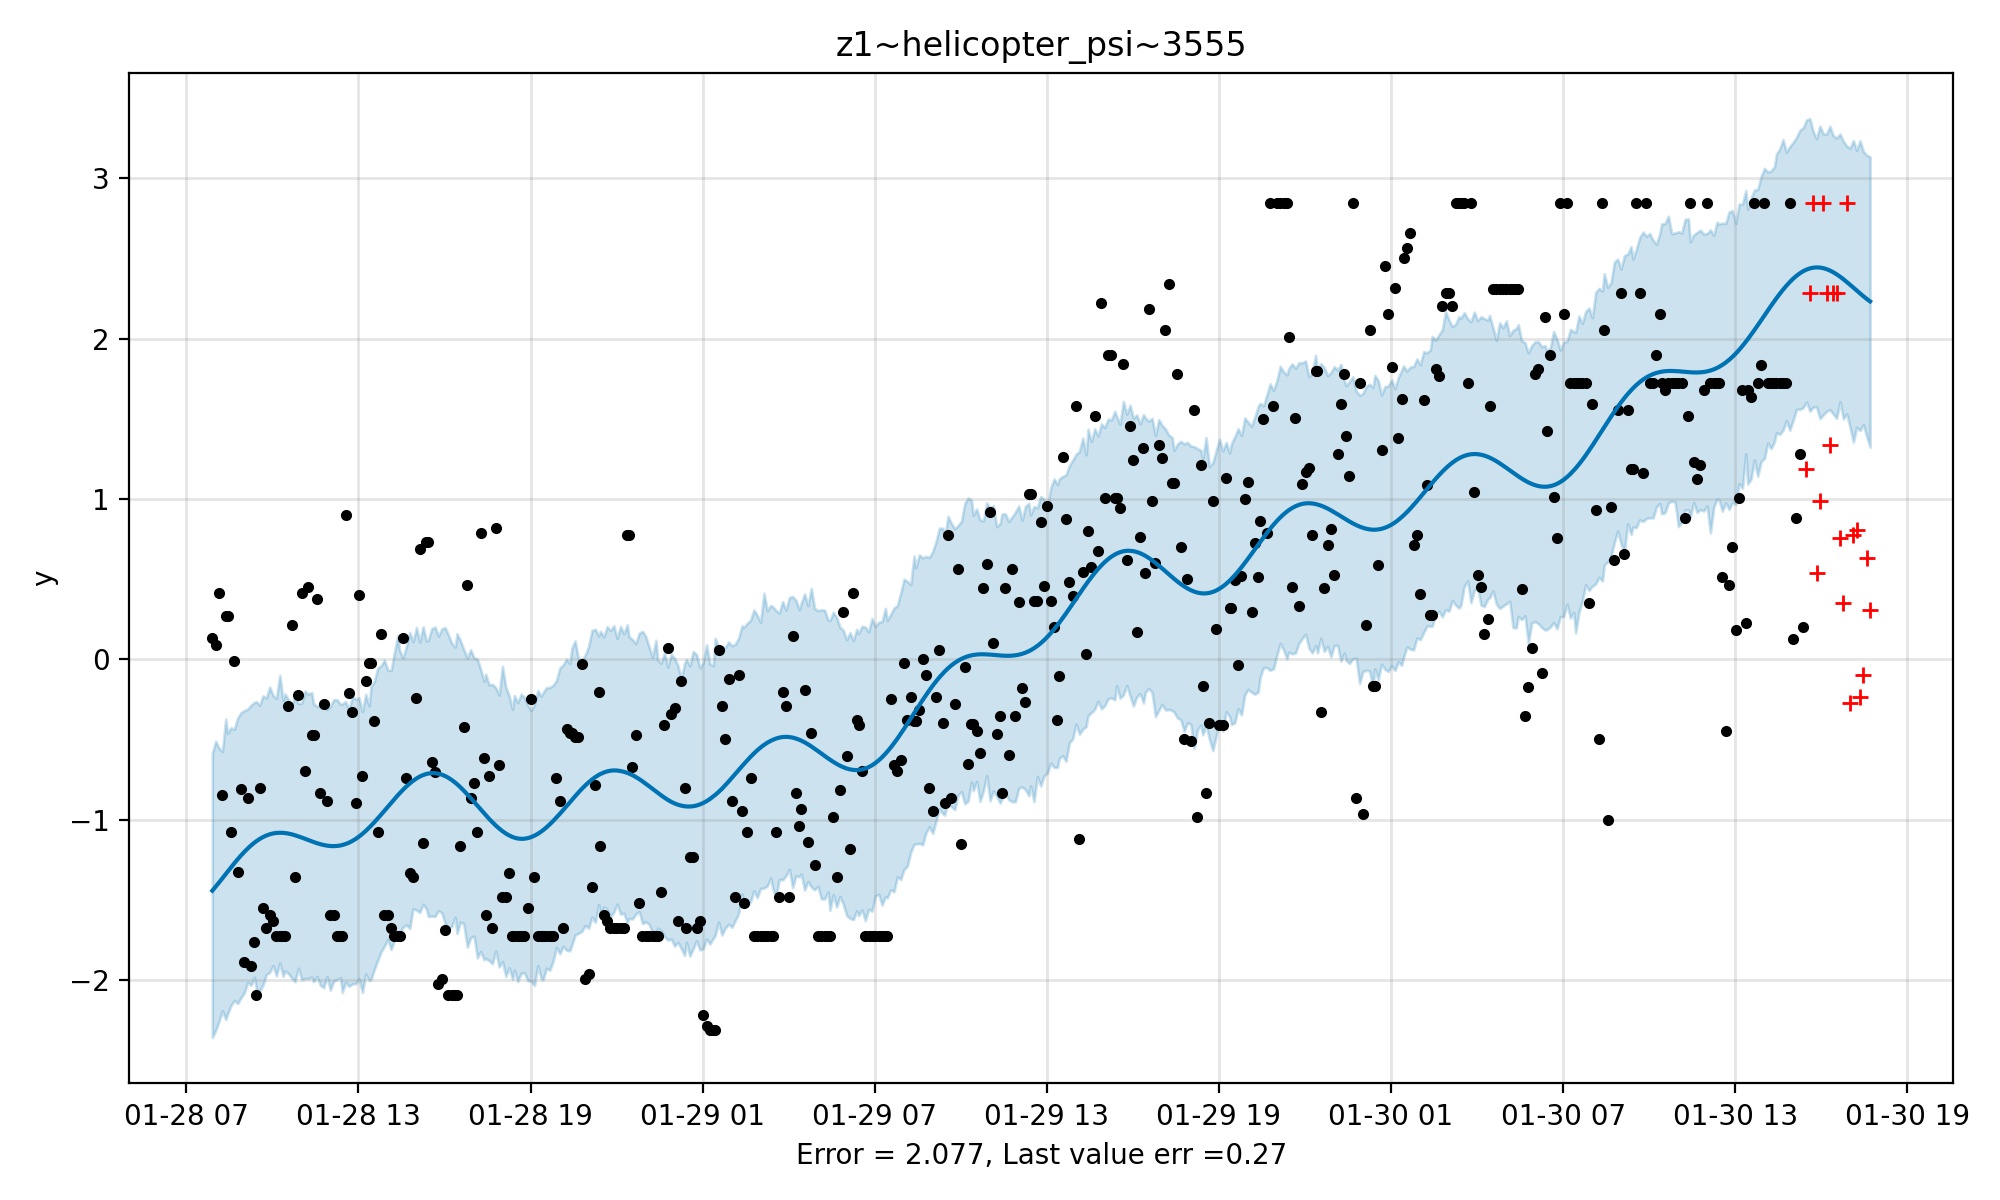 z1~helicopter_psi~3555
y
3
2
1
0
−1
−2
01-28 07 01-28 13 01-28 19 01-29 01 01-29 07 01-29 13 01-29 19 01-30 01 01-30 07 01-30 13 01-30 19
Error = 2.077, Last value err =0.27